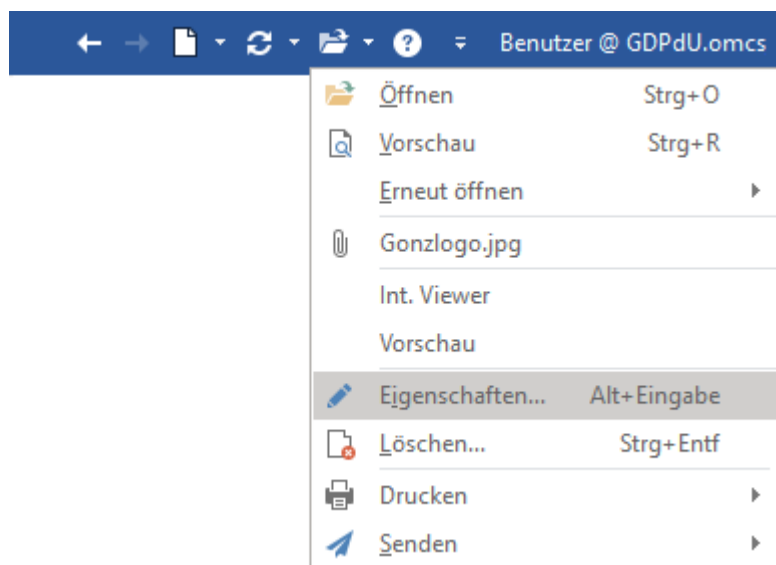 Benutzer @ GDPdU.omcs
Öffnen Strg+O
Vorschau Strg+R
Erneut öffnen
Gonzlogo.jpg
Int. Viewer
Vorschau
Eigenschaften... Alt+Eingabe
Löschen... Strg+Entf
Drucken
Senden